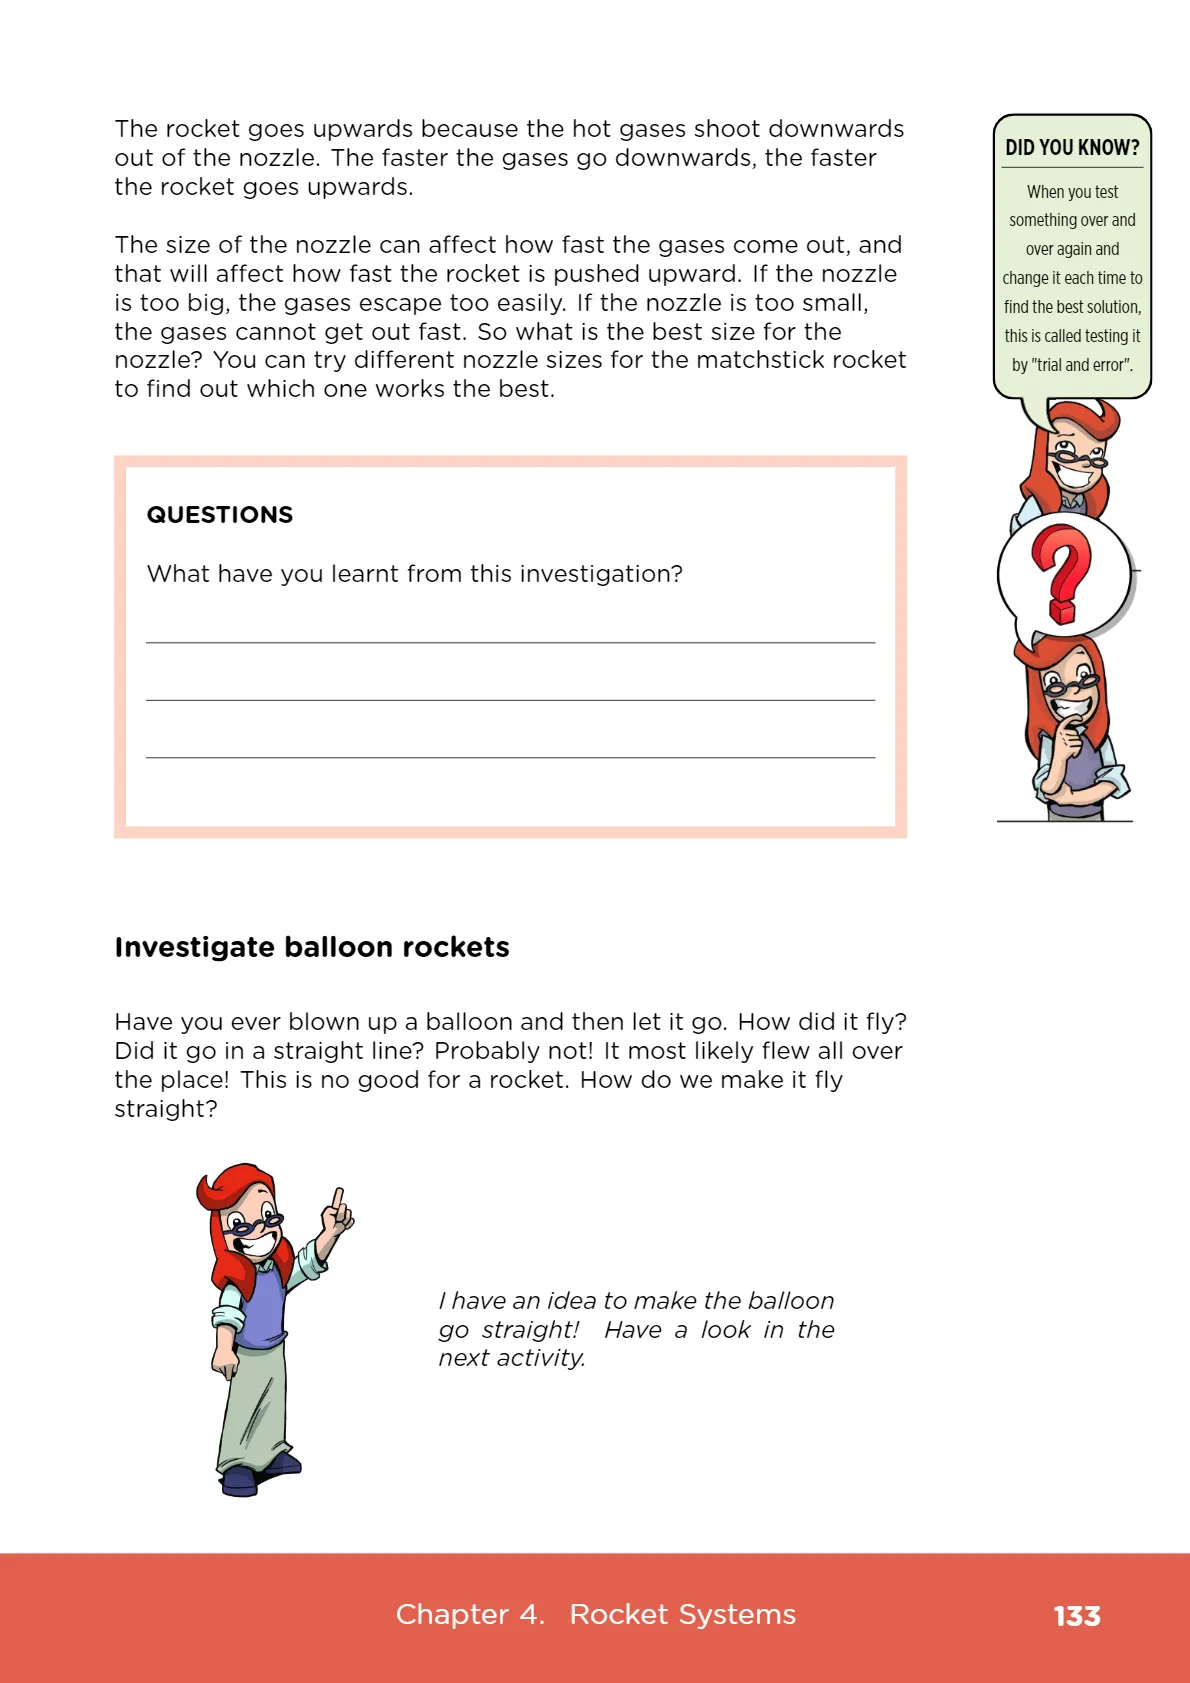 The rocket goes upwards because the hot gases shoot downwards
out of the nozzle. The faster the gases go downwards, the faster
the rocket goes upwards.
The size of the nozzle can affect how fast the gases come out, and
that will affect how fast the rocket is pushed upward. If the nozzle
is too big, the gases escape too easily. If the nozzle is too small,
the gases cannot get out fast. So what is the best size for the
nozzle? You can try different nozzle sizes for the matchstick rocket
to find out which one works the best.
DID YOU KNOW?
When you test
something over and
over again and
change it each time to
find the best solution,
this is called testing it
by "trial and error".
QUESTIONS
What have you learnt from this investigation?
?
Investigate balloon rockets
Have you ever blown up a balloon and then let it go. How did it fly?
Did it go in a straight line? Probably not! It most likely flew all over
the place! This is no good for a rocket. How do we make it fly
straight?
I have an idea to make the balloon
go straight! Have a look in the
next activity.
Chapter 4. Rocket Systems
133